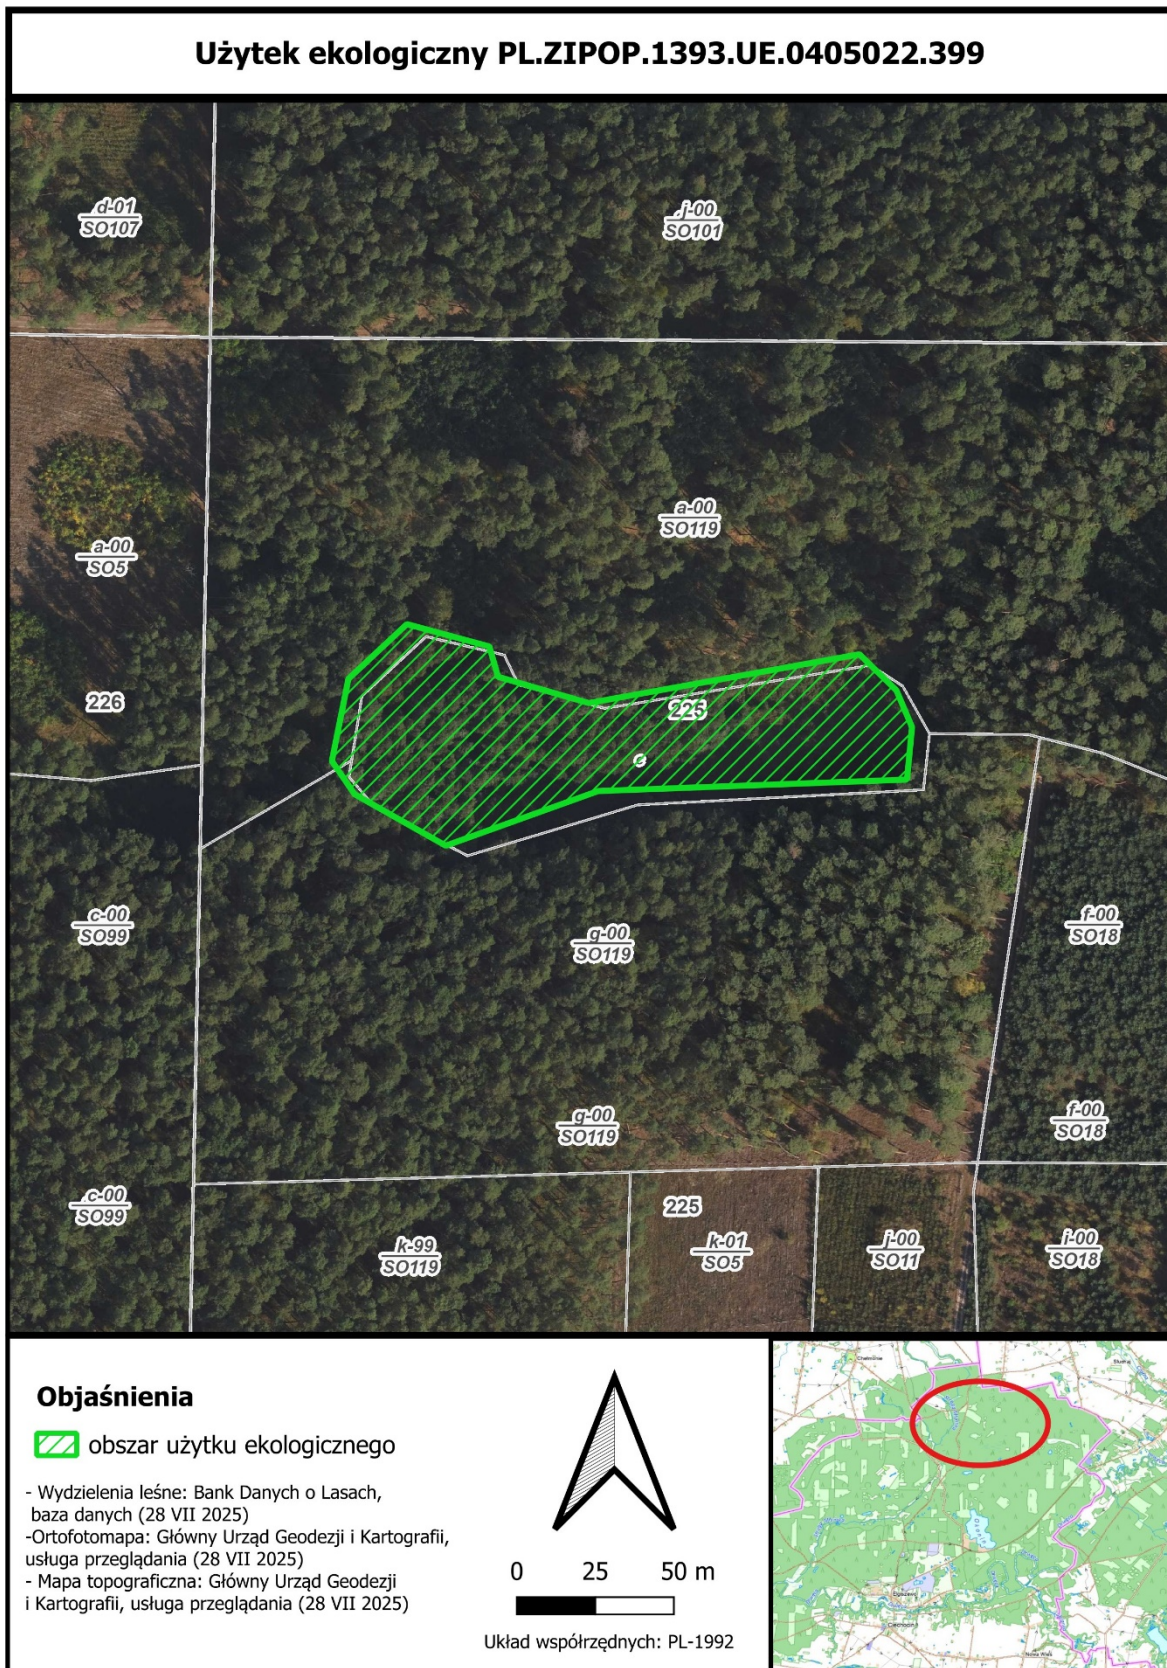 Użytek ekologiczny PL.ZIPOP.1393.UE.0405022.399
d-01
SO107
j-00
SO101
a-00
SO119
a-00
SO5
226
225
c-00
SO99
g-00
SO119
f-00
SO18
g-00
SO119
f-00
SO18
c-00
SO99
225
k-99
SO119
k-01
SO5
j-00
SO11
i-00
SO18
Objaśnienia
obszar użytku ekologicznego
- Wydzielenia leśne: Bank Danych o Lasach,
baza danych (28 VII 2025)
-Ortofotomapa: Główny Urząd Geodezji i Kartografii,
usługa przeglądania (28 VII 2025)
- Mapa topograficzna: Główny Urząd Geodezji
i Kartografii, usługa przeglądania (28 VII 2025)
0 25 50 m
Układ współrzędnych: PL-1992
Nowa Wieś